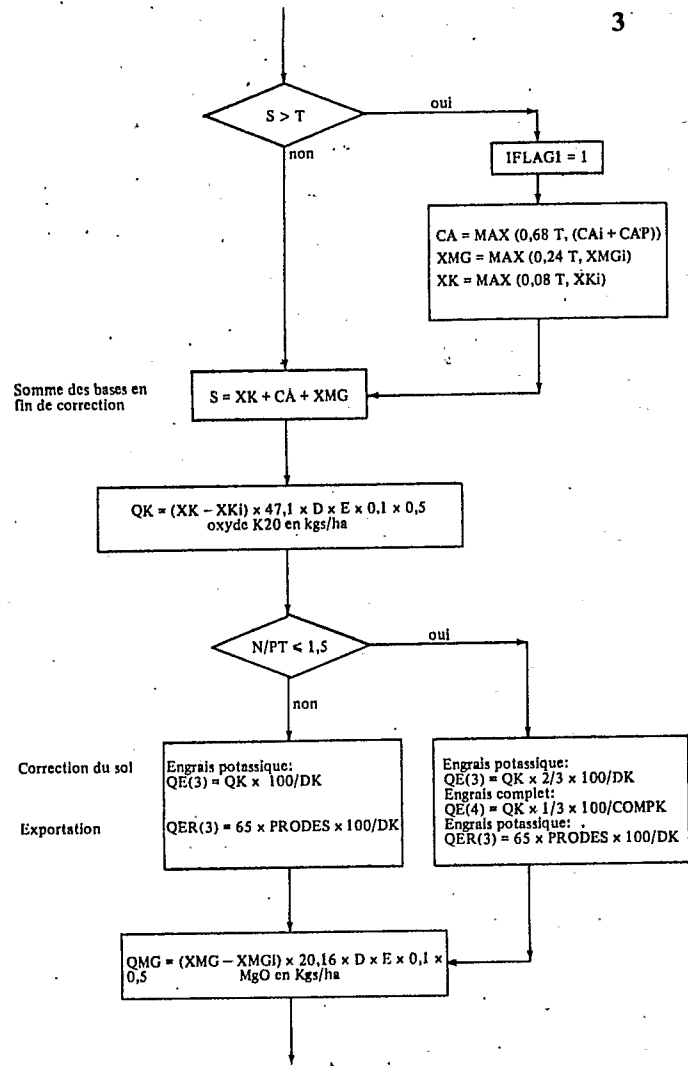 3
S > T
oui
non
IFLAG1 = 1
CA = MAX (0,68 T, (CAi + CAP))
XMG = MAX (0,24 T, XMGi)
XK = MAX (0,08 T, XKi)
Somme des bases en
fin de correction
S = XK + CA + XMG
QK = (XK − XKi) × 47,1 × D × E × 0,1 × 0,5
oxyde K20 en kgs/ha
N/PT ⩽ 1,5
oui
non
Correction du sol
Engrais potassique:
QE(3) = QK × 100/DK
Exportation
QER(3) = 65 × PRODES × 100/DK
Engrais potassique:
QE(3) = QK × 2/3 × 100/DK
Engrais complet:
QE(4) = QK × 1/3 × 100/COMPK
Engrais potassique:
QER(3) = 65 × PRODES × 100/DK
QMG = (XMG − XMGi) × 20,16 × D × E × 0,1 ×
0,5 MgO en Kgs/ha